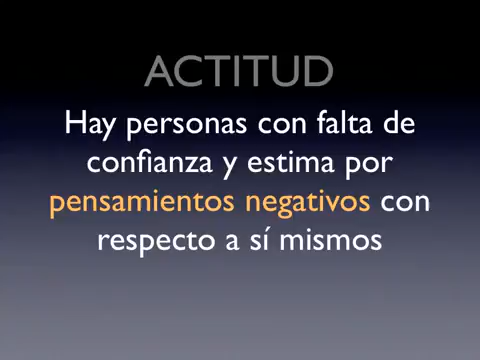 ACTITUD
Hay personas con falta de
confianza y estima por
pensamientos negativos con
respecto a sí mismos